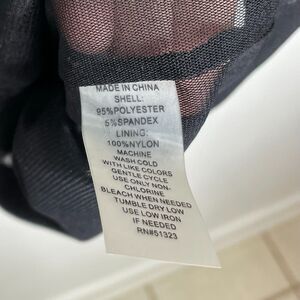 MADE IN CHINA
SHELL:
95%POLYESTER
5%SPANDEX
LINING:
100%NYLON
MACHINE
WASH COLD
WITH LIKE COLORS
GENTLE CYCLE
USE ONLY NON-
CHLORINE
BLEACH WHEN NEEDED
TUMBLE DRY LOW
USE LOW IRON
IF NEEDED
RN#51323